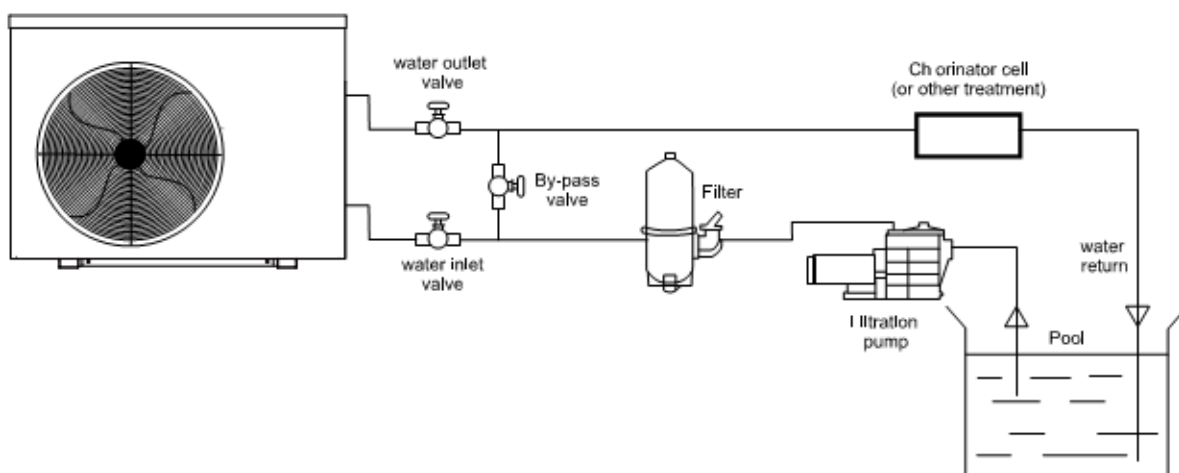 water outlet
valve
Ch orinator cell
(or other treatment)
By-pass
valve
Filter
water inlet
valve
water
return
I iltration
pump
Pool